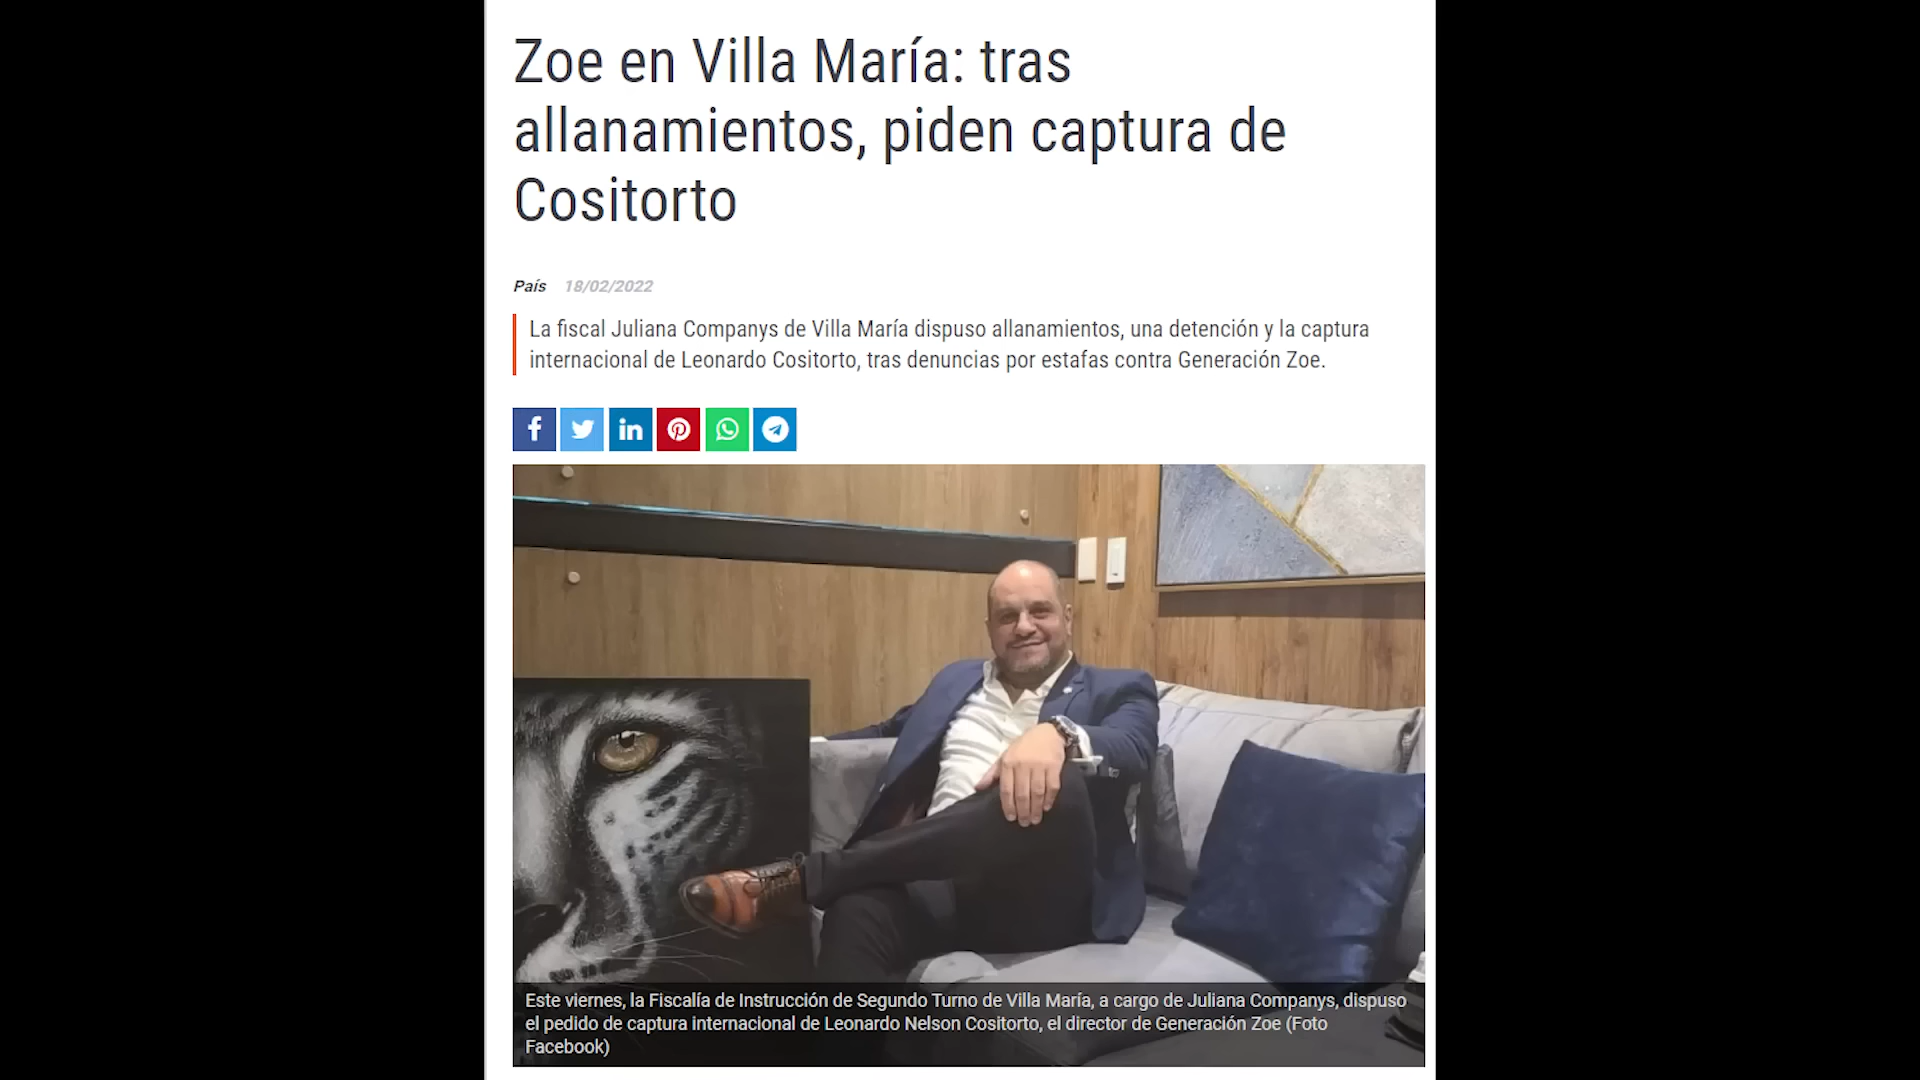 Zoe en Villa María: tras
allanamientos, piden captura de
Cositorto
País 18/02/2022
La fiscal Juliana Companys de Villa María dispuso allanamientos, una detención y la captura
internacional de Leonardo Cositorto, tras denuncias por estafas contra Generación Zoe.
Este viernes, la Fiscalía de Instrucción de Segundo Turno de Villa María, a cargo de Juliana Companys, dispuso
el pedido de captura internacional de Leonardo Nelson Cositorto, el director de Generación Zoe (Foto
Facebook)